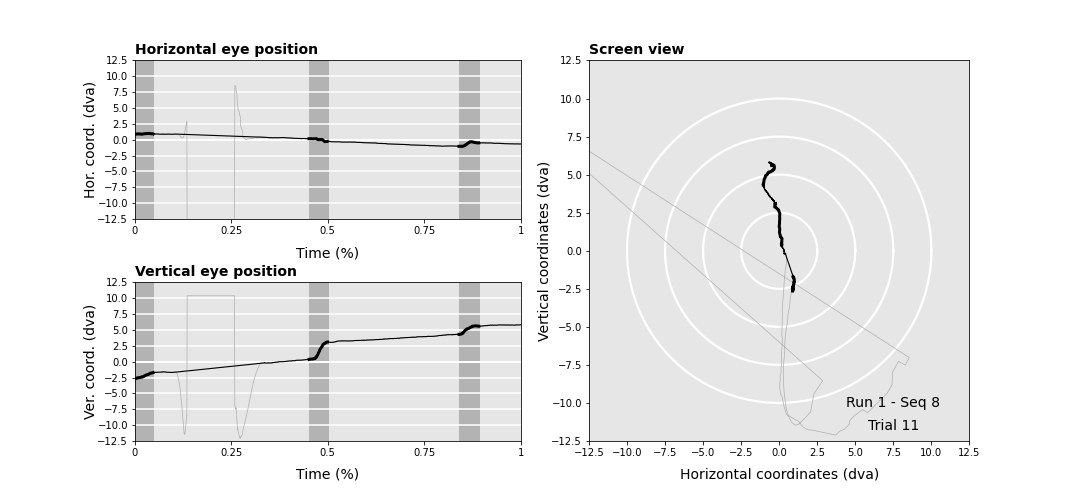 Horizontal eye position
Hor. coord. (dva)
12.5
10.0
7.5
5.0
2.5
0.0
−2.5
−5.0
−7.5
−10.0
−12.5
0 0.25 0.50 0.75 1
Time (%)
Vertical eye position
Ver. coord. (dva)
12.5
10.0
7.5
5.0
2.5
0.0
−2.5
−5.0
−7.5
−10.0
−12.5
0 0.25 0.50 0.75 1
Time (%)
Screen view
Vertical coordinates (dva)
12.5
10.0
7.5
5.0
2.5
0.0
−2.5
−5.0
−7.5
−10.0
−12.5
Run 1 - Seq 8
Trial 11
−12.5 −10.0 −7.5 −5.0 −2.5 0.0 2.5 5.0 7.5 10.0 12.5
Horizontal coordinates (dva)